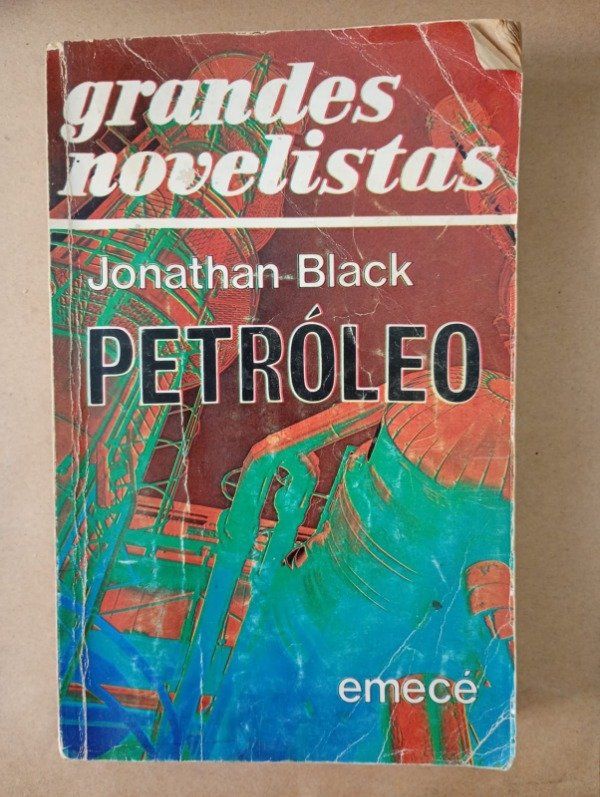 grandes
novelistas
Jonathan Black
PETRÓLEO
emecé